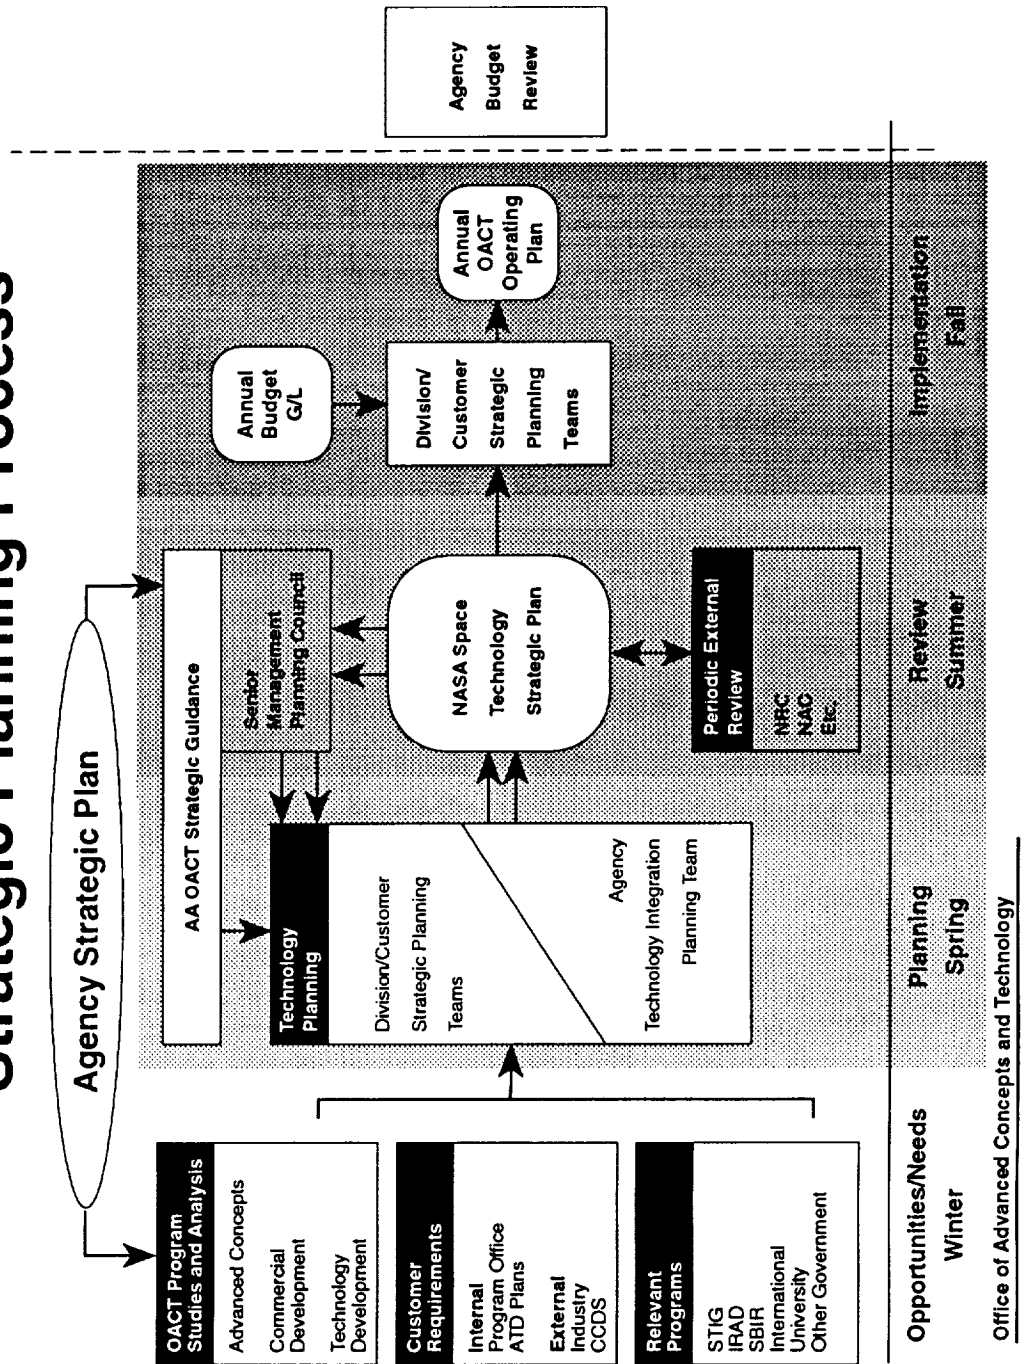 Strategic Planning Process
Agency Strategic Plan
OACT Program
Studies and Analysis
Advanced Concepts
Commercial
Development
Technology
Development
Customer
Requirements
Internal
Program Office
ATD Plans
External
Industry
CCDS
Relevant
Programs
STIG
IRAD
SBIR
International
University
Other Government
AA OACT Strategic Guidance
Senior
Management
Planning Council
Technology
Planning
Division/Customer
Strategic Planning
Teams
Agency
Technology Integration
Planning Team
NASA Space
Technology
Strategic Plan
Periodic External
Review
NRC
NAC
Etc.
Annual
Budget
G/L
Division/
Customer
Strategic
Planning
Teams
Annual
OACT
Operating
Plan
Agency
Budget
Review
Opportunities/Needs
Winter
Planning
Spring
Review
Summer
Implementation
Fall
Office of Advanced Concepts and Technology